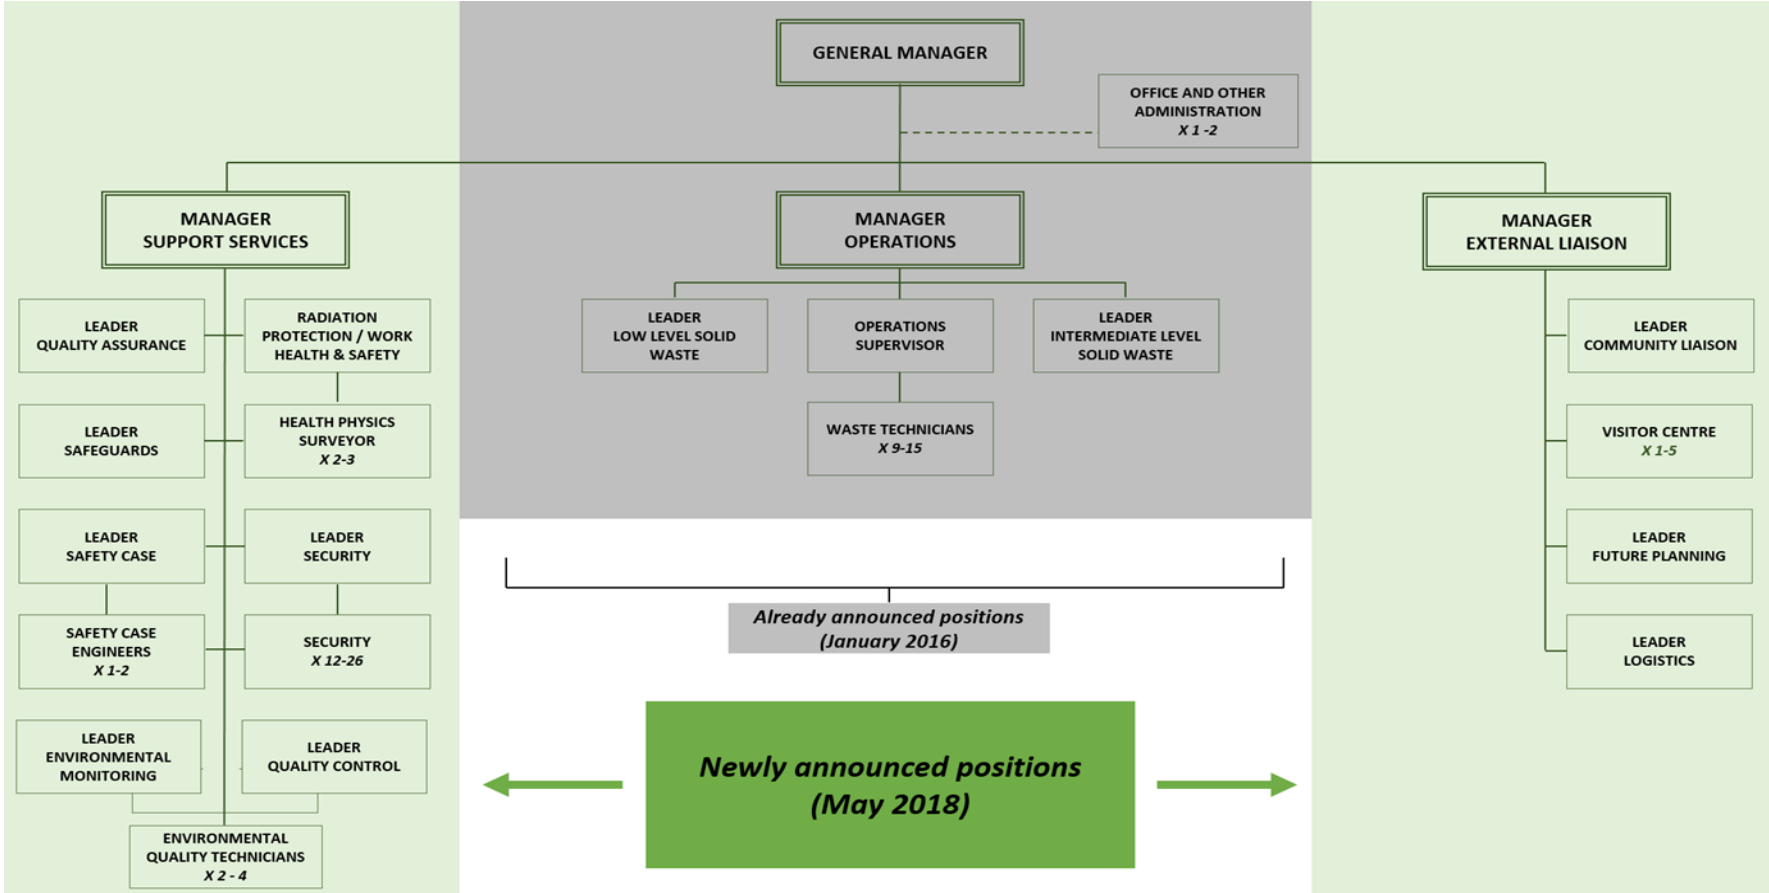 GENERAL MANAGER
OFFICE AND OTHER
ADMINISTRATION
X 1 -2
MANAGER
SUPPORT SERVICES
MANAGER
OPERATIONS
MANAGER
EXTERNAL LIAISON
LEADER
QUALITY ASSURANCE
RADIATION
PROTECTION / WORK
HEALTH & SAFETY
LEADER
SAFEGUARDS
HEALTH PHYSICS
SURVEYOR
X 2-3
LEADER
SAFETY CASE
LEADER
SECURITY
SAFETY CASE
ENGINEERS
X 1-2
SECURITY
X 12-26
LEADER
ENVIRONMENTAL
MONITORING
LEADER
QUALITY CONTROL
ENVIRONMENTAL
QUALITY TECHNICIANS
X 2 - 4
LEADER
LOW LEVEL SOLID
WASTE
OPERATIONS
SUPERVISOR
LEADER
INTERMEDIATE LEVEL
SOLID WASTE
WASTE TECHNICIANS
X 9-15
Already announced positions
(January 2016)
Newly announced positions
(May 2018)
LEADER
COMMUNITY LIAISON
VISITOR CENTRE
X 1-5
LEADER
FUTURE PLANNING
LEADER
LOGISTICS